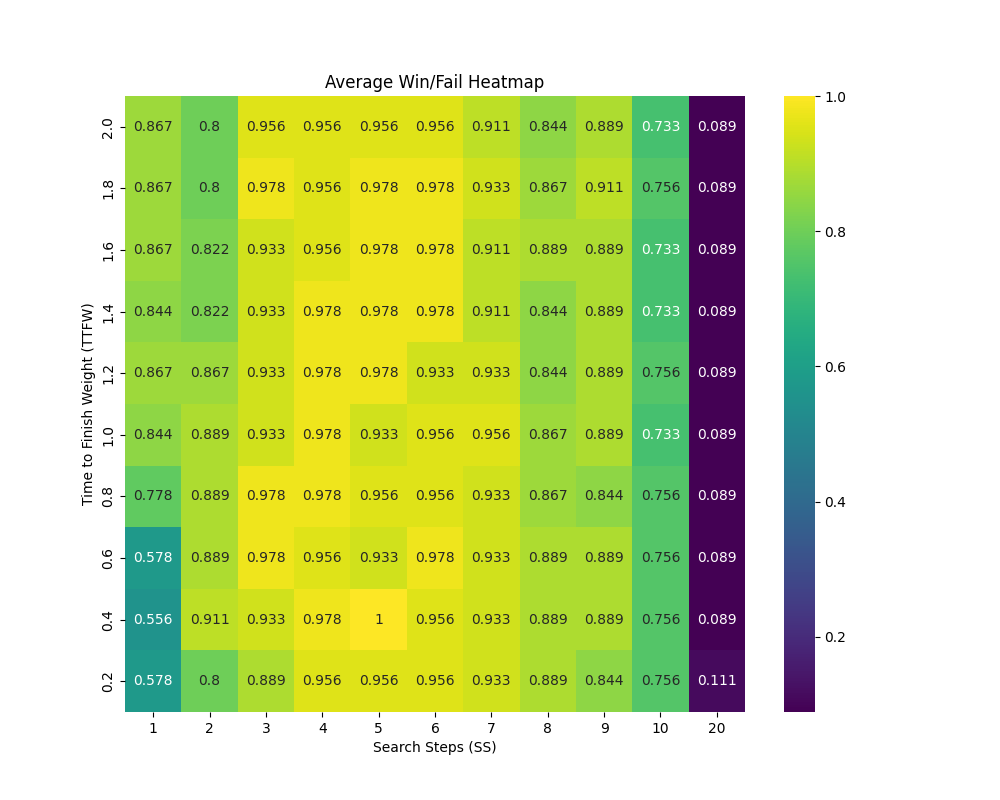 Average Win/Fail Heatmap
2.0 0.867 0.8 0.956 0.956 0.956 0.956 0.911 0.844 0.889 0.733 0.089
1.8 0.867 0.8 0.978 0.956 0.978 0.978 0.933 0.867 0.911 0.756 0.089
1.6 0.867 0.822 0.933 0.956 0.978 0.978 0.911 0.889 0.889 0.733 0.089
1.4 0.844 0.822 0.933 0.978 0.978 0.978 0.911 0.844 0.889 0.733 0.089
1.2 0.867 0.867 0.933 0.978 0.978 0.933 0.933 0.844 0.889 0.756 0.089
1.0 0.844 0.889 0.933 0.978 0.933 0.956 0.956 0.867 0.889 0.733 0.089
0.8 0.778 0.889 0.978 0.978 0.956 0.956 0.933 0.867 0.844 0.756 0.089
0.6 0.578 0.889 0.978 0.956 0.933 0.978 0.933 0.889 0.889 0.756 0.089
0.4 0.556 0.911 0.933 0.978 1 0.956 0.933 0.889 0.889 0.756 0.089
0.2 0.578 0.8 0.889 0.956 0.956 0.956 0.933 0.889 0.844 0.756 0.111
1 2 3 4 5 6 7 8 9 10 20
Search Steps (SS)
Time to Finish Weight (TTFW)
1.0
0.8
0.6
0.4
0.2